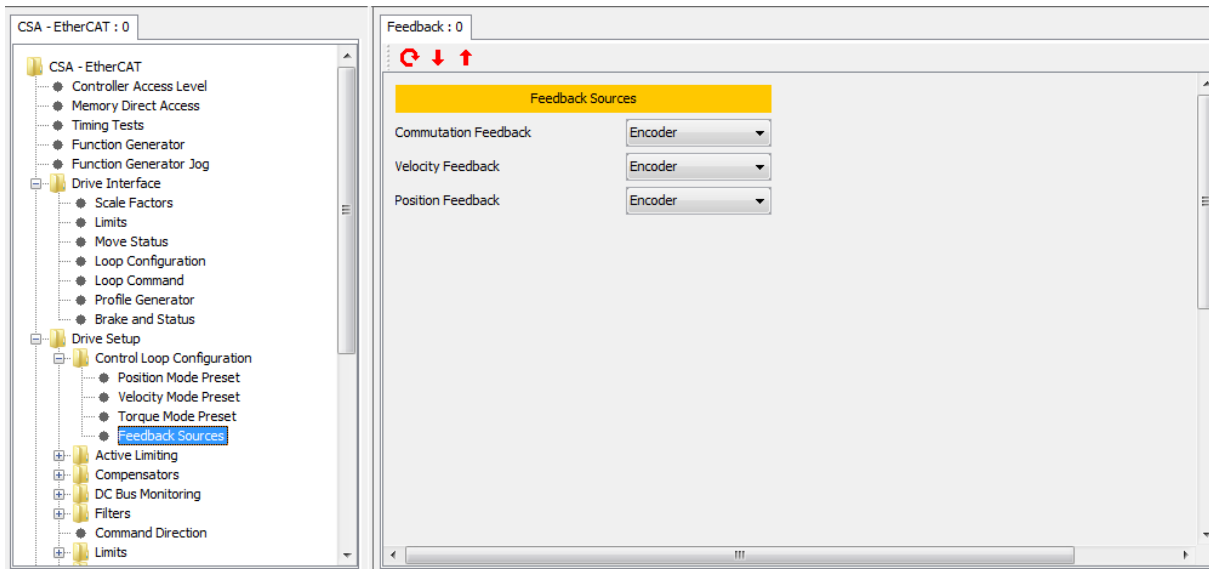 CSA - EtherCAT : 0
CSA - EtherCAT
Controller Access Level
Memory Direct Access
Timing Tests
Function Generator
Function Generator Jog
Drive Interface
Scale Factors
Limits
Move Status
Loop Configuration
Loop Command
Profile Generator
Brake and Status
Drive Setup
Control Loop Configuration
Position Mode Preset
Velocity Mode Preset
Torque Mode Preset
Feedback Sources
Active Limiting
Compensators
DC Bus Monitoring
Filters
Command Direction
Limits
Feedback : 0
Feedback Sources
Commutation Feedback Encoder
Velocity Feedback Encoder
Position Feedback Encoder